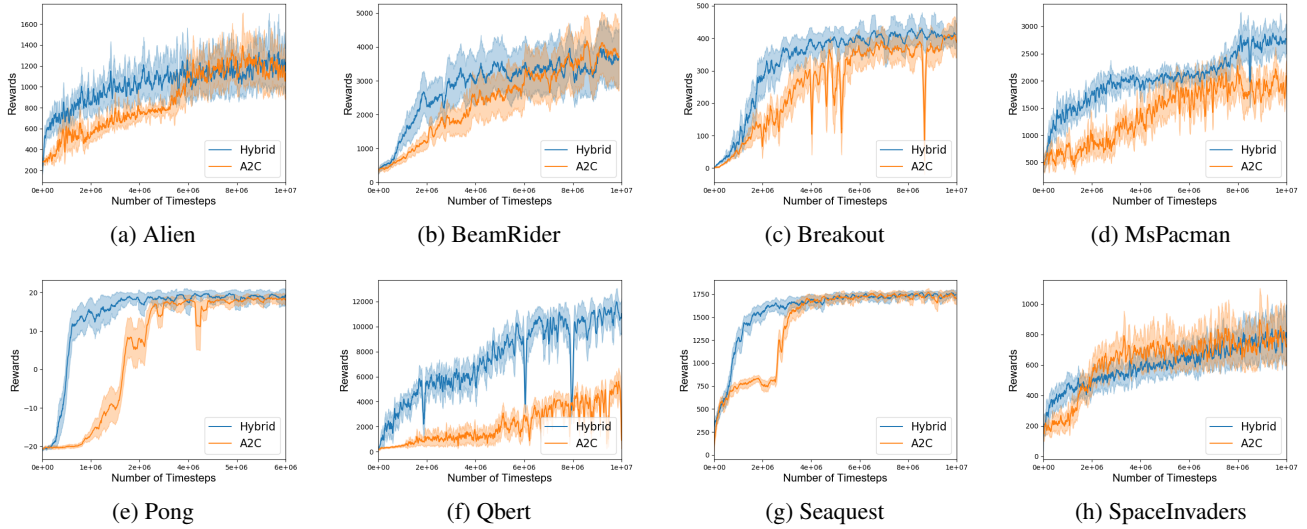 1600
1400
1200
1000
800
600
400
200
Rewards
Hybrid
A2C
0e+00 2e+06 4e+06 6e+06 8e+06 1e+07
Number of Timesteps
(a) Alien
5000
4000
3000
2000
1000
0
Rewards
Hybrid
A2C
0e+00 2e+06 4e+06 6e+06 8e+06 1e+07
Number of Timesteps
(b) BeamRider
500
400
300
200
100
0
Rewards
Hybrid
A2C
0e+00 2e+06 4e+06 6e+06 8e+06 1e+07
Number of Timesteps
(c) Breakout
3000
2500
2000
1500
1000
500
Rewards
Hybrid
A2C
0e+00 2e+06 4e+06 6e+06 8e+06 1e+07
Number of Timesteps
(d) MsPacman
20
10
0
−10
−20
Rewards
Hybrid
A2C
0e+00 1e+06 2e+06 3e+06 4e+06 5e+06 6e+06
Number of Timesteps
(e) Pong
12000
10000
8000
6000
4000
2000
0
Rewards
Hybrid
A2C
0e+00 2e+06 4e+06 6e+06 8e+06 1e+07
Number of Timesteps
(f) Qbert
1750
1500
1250
1000
750
500
250
0
Rewards
Hybrid
A2C
0e+00 2e+06 4e+06 6e+06 8e+06 1e+07
Number of Timesteps
(g) Seaquest
1000
800
600
400
200
0
Rewards
Hybrid
A2C
0e+00 2e+06 4e+06 6e+06 8e+06 1e+07
Number of Timesteps
(h) SpaceInvaders